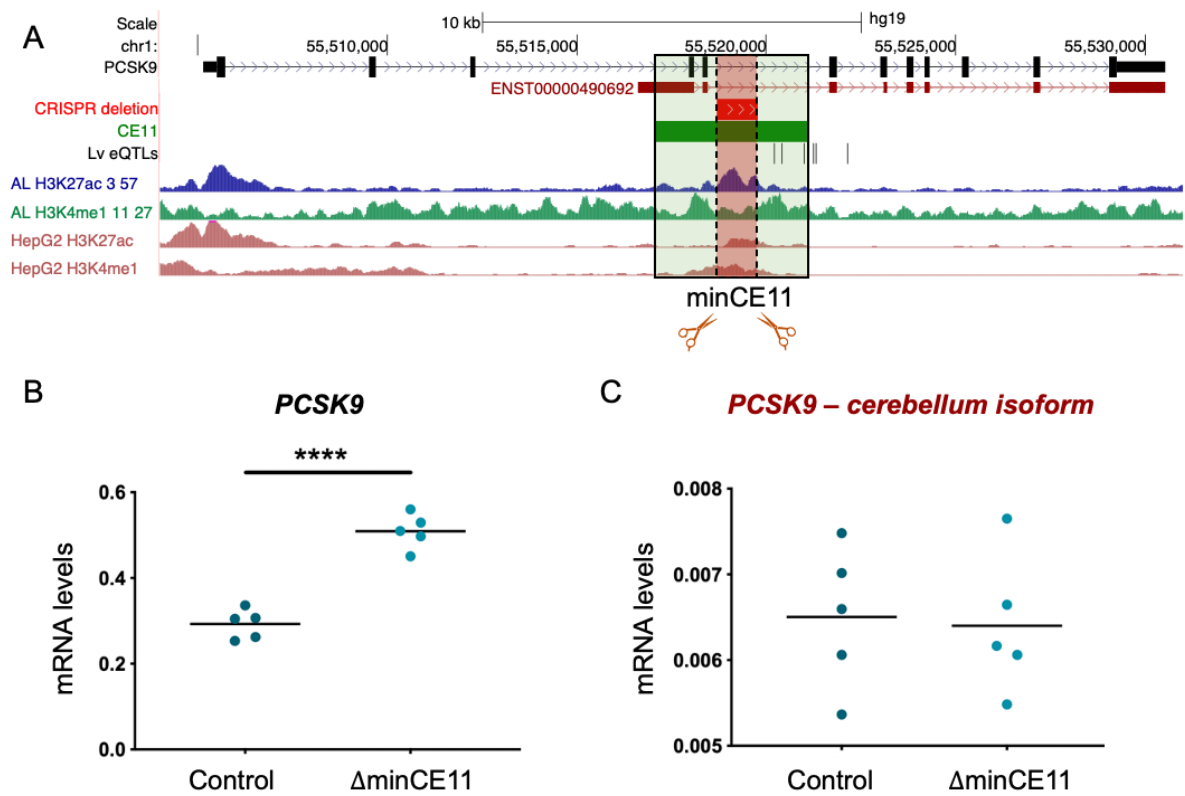 A
Scale 10 kb hg19
chr1: 55,510,000 55,515,000 55,520,000 55,525,000 55,530,000
PCSK9
ENST00000490692
CRISPR deletion
CE11
Lv eQTLs
AL H3K27ac 3 57
AL H3K4me1 11 27
HepG2 H3K27ac
HepG2 H3K4me1
minCE11
B
PCSK9
****
mRNA levels
0.6
0.4
0.2
0.0
Control ΔminCE11
C
PCSK9 – cerebellum isoform
mRNA levels
0.008
0.007
0.006
0.005
Control ΔminCE11